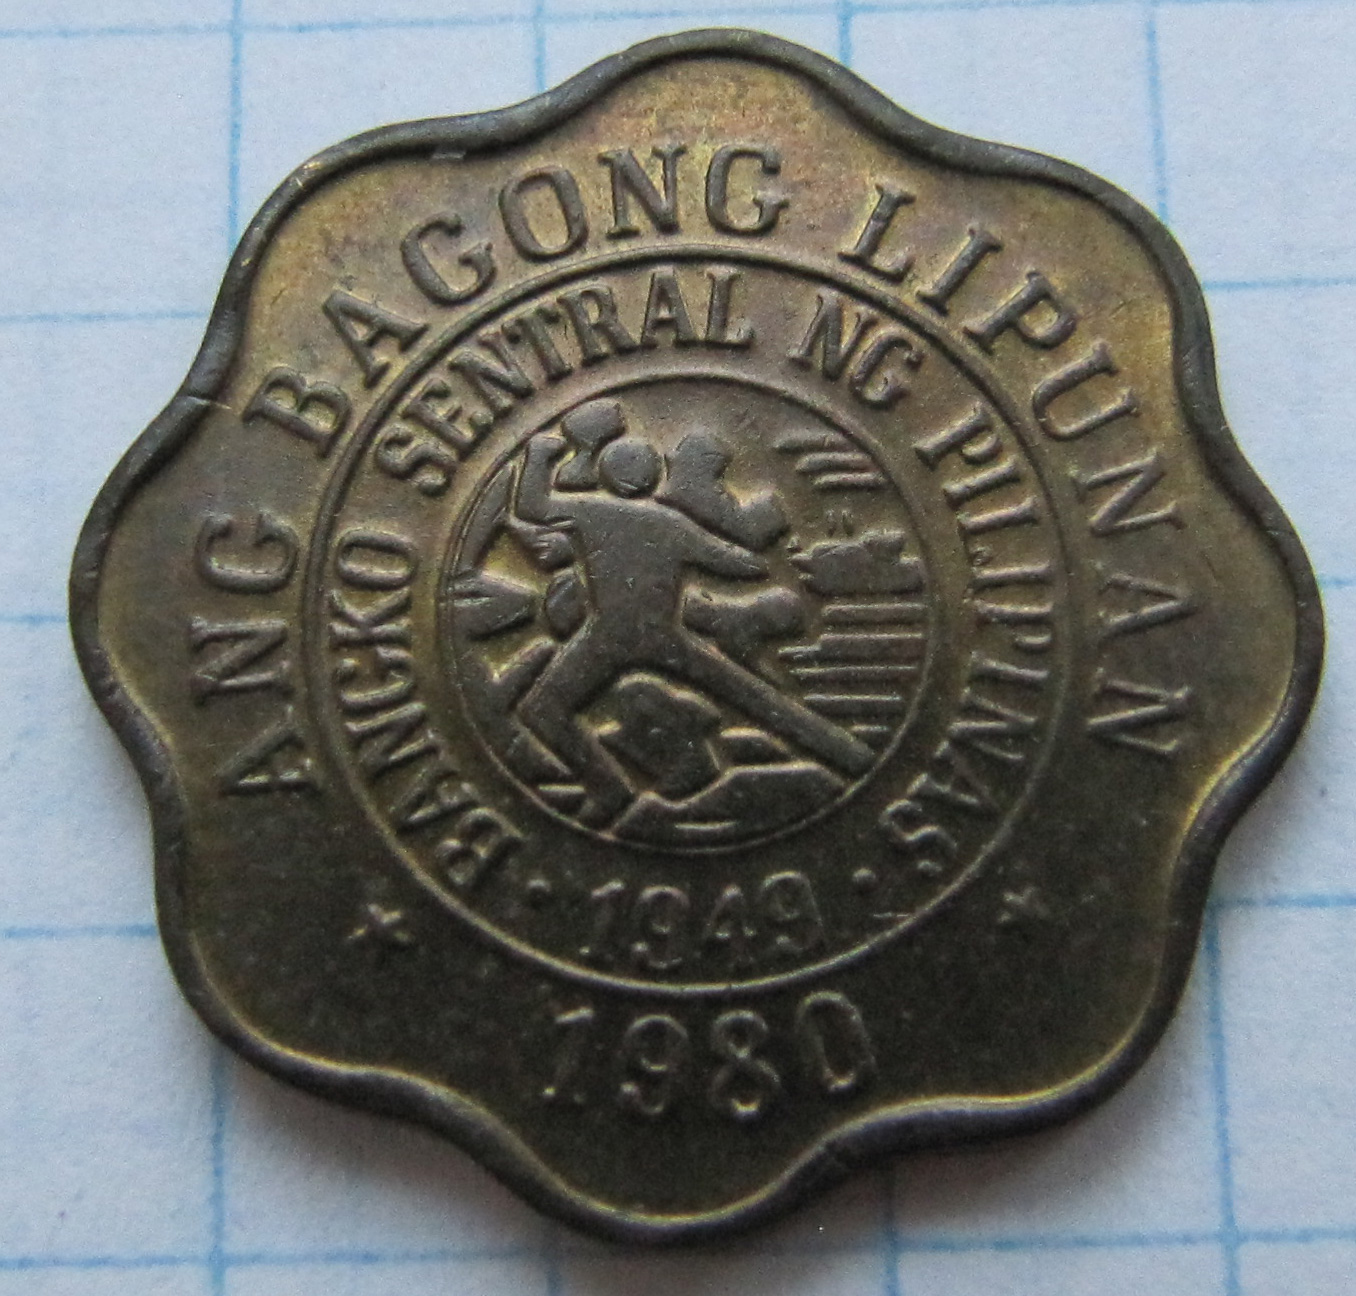 ANG BAGONG LIPUNAN
BANGKO SENTRAL NG PILIPINAS
· 1949 ·
1980